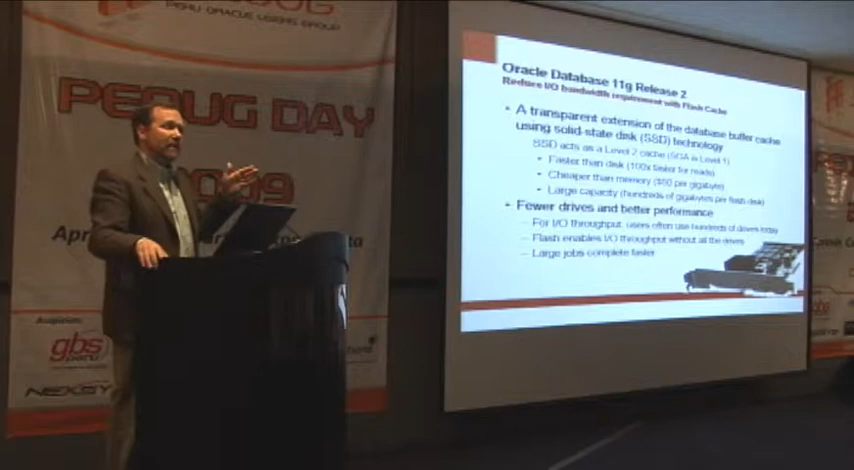 PERU ORACLE USERS GROUP
PERUG DAY
2009
Auspician:
gbs
peru
NEXSY
Oracle Database 11g Release 2
Reduce I/O bandwidth requirement with Flash Cache
• A transparent extension of the database buffer cache
using solid-state disk (SSD) technology
SSD acts as a Level 2 cache (SGA is Level 1)
• Faster than disk (100x faster for reads)
• Cheaper than memory ($50 per gigabyte)
• Large capacity (hundreds of gigabytes per flash disk)
• Fewer drives and better performance
– For I/O throughput, users often use hundreds of drives today
– Flash enables I/O throughput without all the drives
– Large jobs complete faster